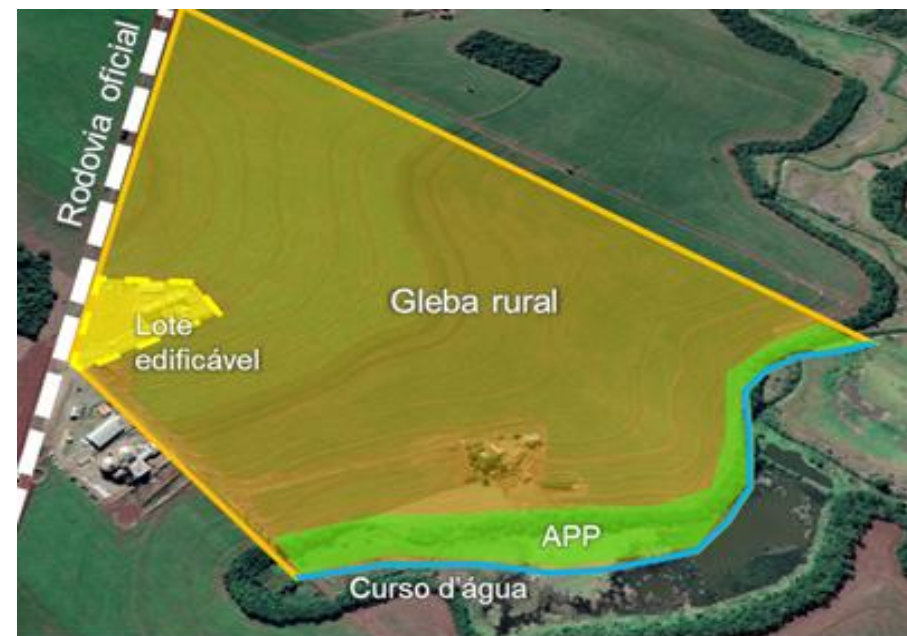 Rodovia oficial
Gleba rural
Lote
edificável
APP
Curso d'água